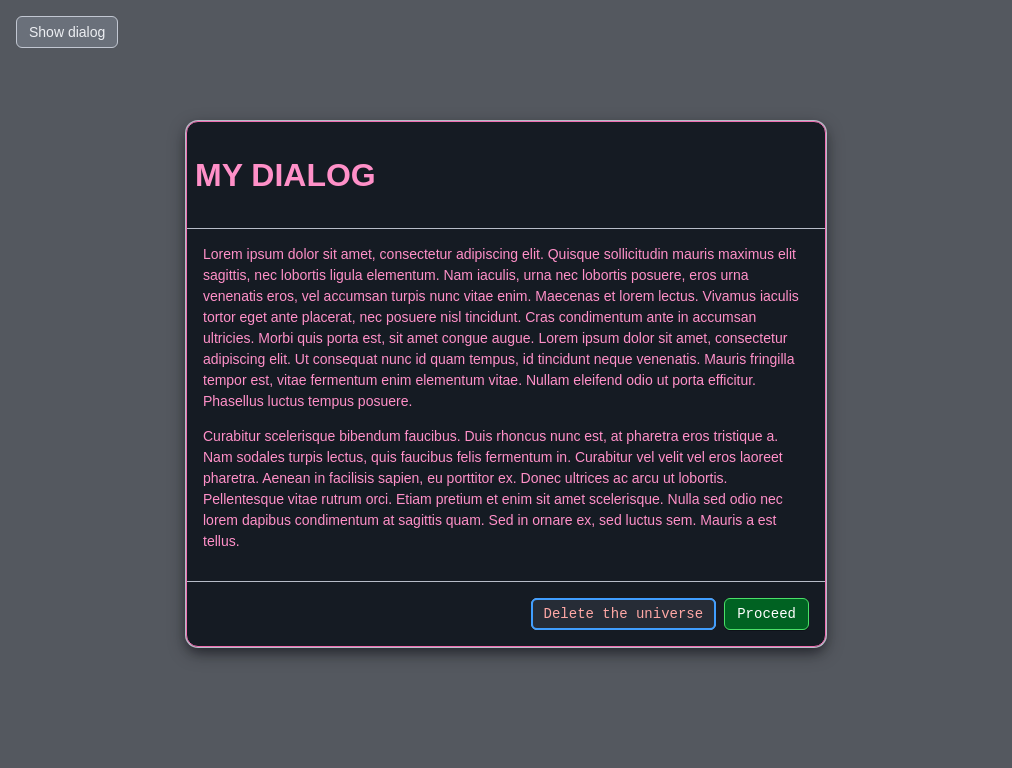 Show dialog
MY DIALOG
Lorem ipsum dolor sit amet, consectetur adipiscing elit. Quisque sollicitudin mauris maximus elit
sagittis, nec lobortis ligula elementum. Nam iaculis, urna nec lobortis posuere, eros urna
venenatis eros, vel accumsan turpis nunc vitae enim. Maecenas et lorem lectus. Vivamus iaculis
tortor eget ante placerat, nec posuere nisl tincidunt. Cras condimentum ante in accumsan
ultricies. Morbi quis porta est, sit amet congue augue. Lorem ipsum dolor sit amet, consectetur
adipiscing elit. Ut consequat nunc id quam tempus, id tincidunt neque venenatis. Mauris fringilla
tempor est, vitae fermentum enim elementum vitae. Nullam eleifend odio ut porta efficitur.
Phasellus luctus tempus posuere.
Curabitur scelerisque bibendum faucibus. Duis rhoncus nunc est, at pharetra eros tristique a.
Nam sodales turpis lectus, quis faucibus felis fermentum in. Curabitur vel velit vel eros laoreet
pharetra. Aenean in facilisis sapien, eu porttitor ex. Donec ultrices ac arcu ut lobortis.
Pellentesque vitae rutrum orci. Etiam pretium et enim sit amet scelerisque. Nulla sed odio nec
lorem dapibus condimentum at sagittis quam. Sed in ornare ex, sed luctus sem. Mauris a est
tellus.
Delete the universe Proceed